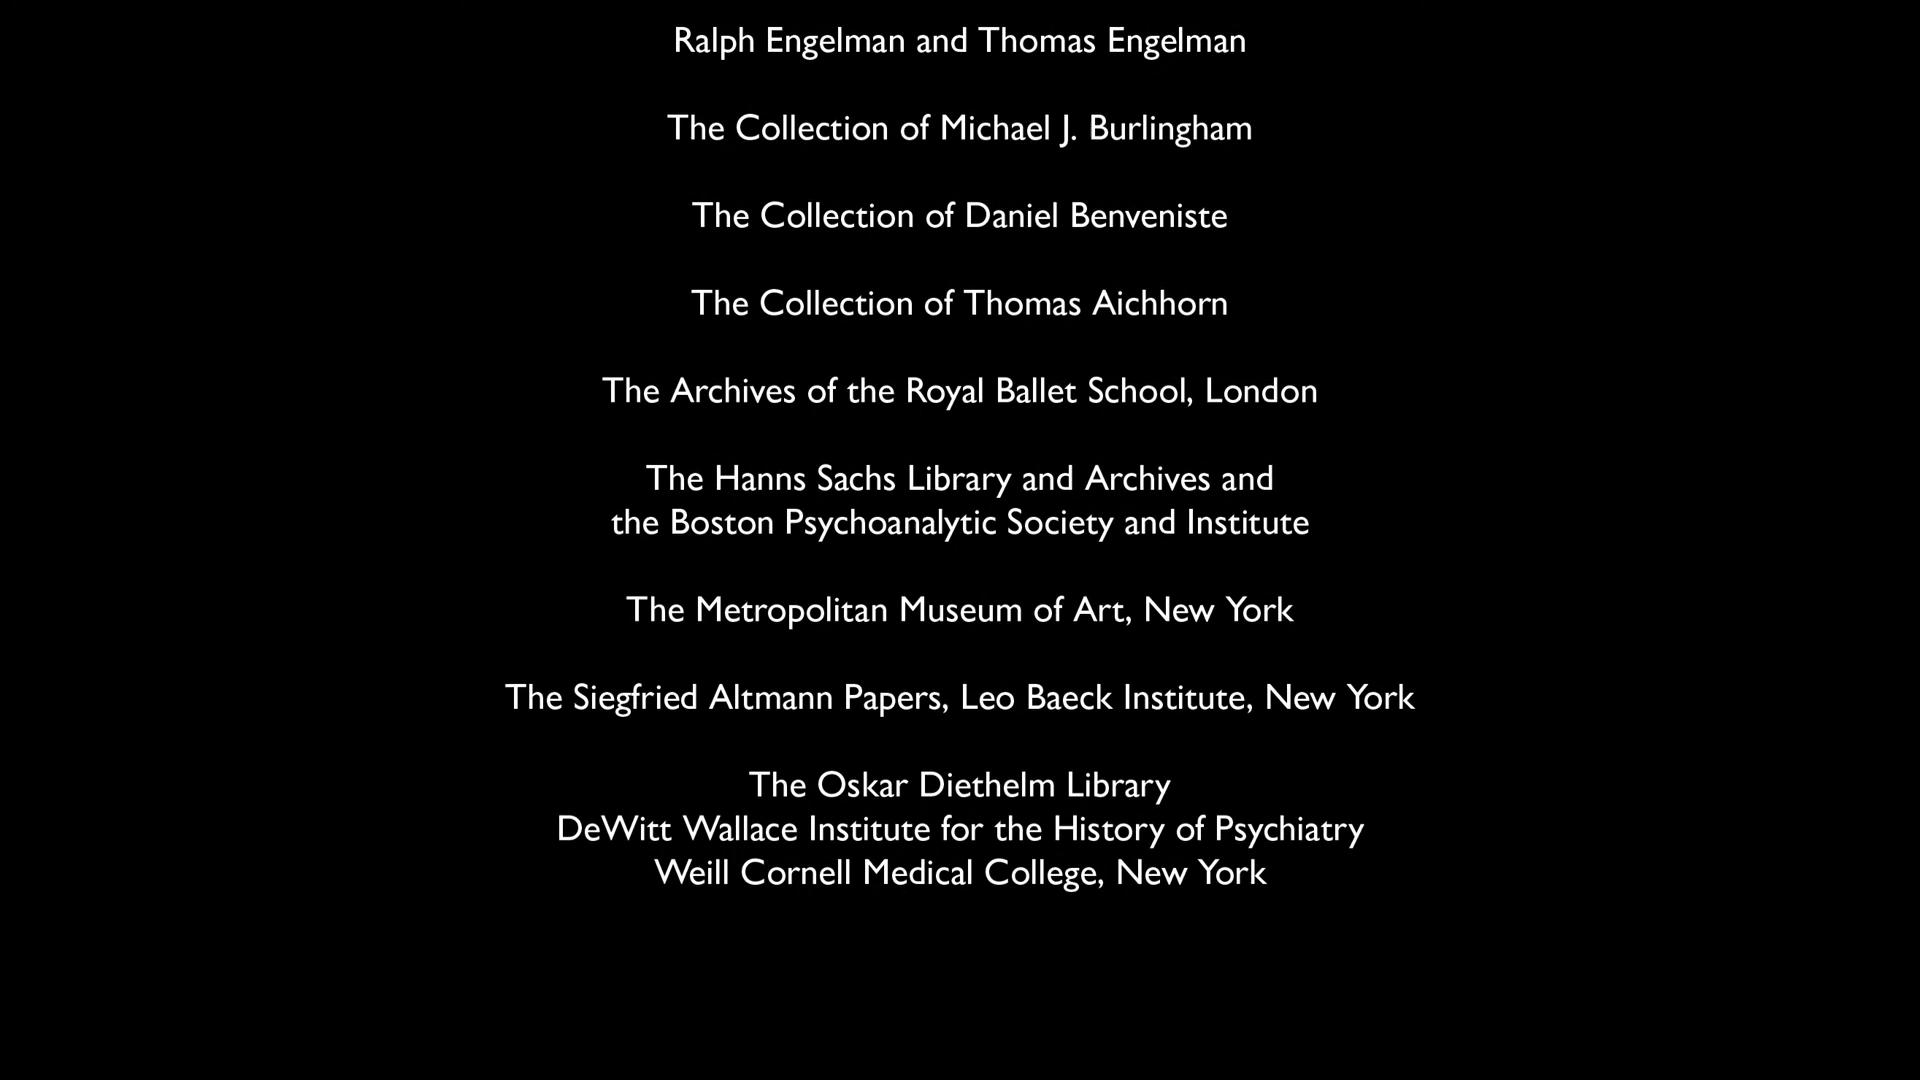 Ralph Engelman and Thomas Engelman
The Collection of Michael J. Burlingham
The Collection of Daniel Benveniste
The Collection of Thomas Aichhorn
The Archives of the Royal Ballet School, London
The Hanns Sachs Library and Archives and
the Boston Psychoanalytic Society and Institute
The Metropolitan Museum of Art, New York
The Siegfried Altmann Papers, Leo Baeck Institute, New York
The Oskar Diethelm Library
DeWitt Wallace Institute for the History of Psychiatry
Weill Cornell Medical College, New York